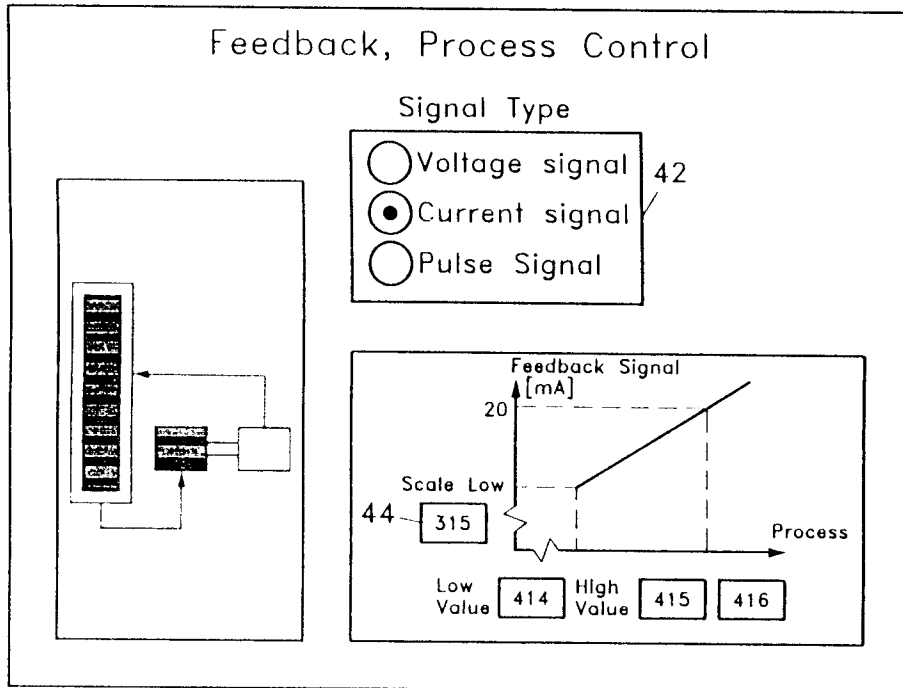 Feedback, Process Control
Signal Type
Voltage signal
42
Current signal
Pulse Signal
Feedback Signal
[mA]
20
Scale Low
44
315
Process
Low
Value
414
High
Value
415
416